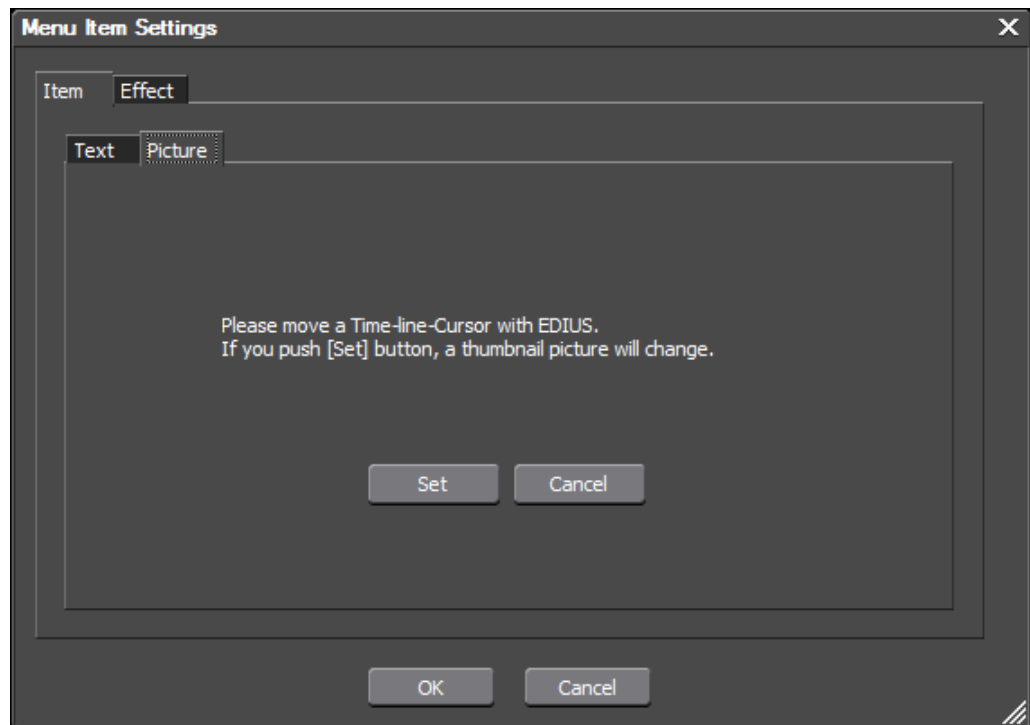 Menu Item Settings
Item Effect
Text Picture
Please move a Time-line-Cursor with EDIUS.
If you push [Set] button, a thumbnail picture will change.
Set Cancel
OK Cancel